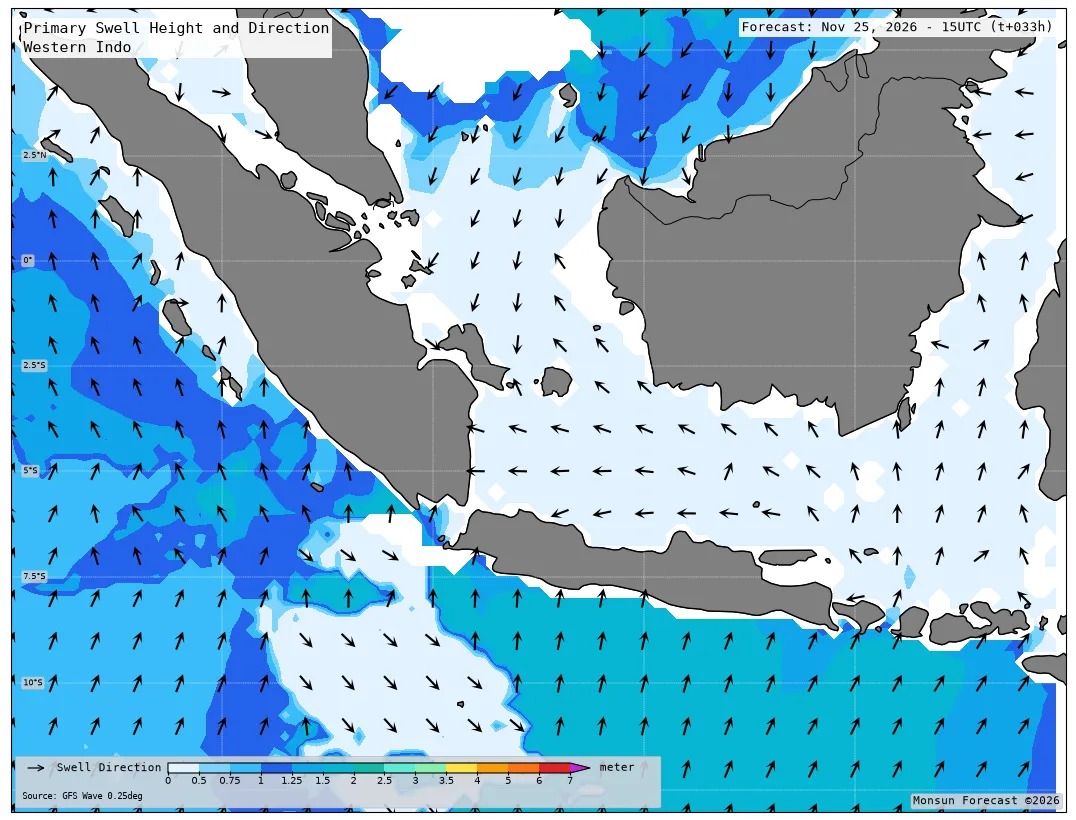 Primary Swell Height and Direction
Western Indo
Forecast: Nov 25, 2026 - 15UTC (t+033h)
2.5°N
0°
2.5°S
5°S
7.5°S
10°S
Swell Direction
0 0.5 0.75 1 1.25 1.5 2 2.5 3 3.5 4 5 6 7
meter
Source: GFS Wave 0.25deg
Monsun Forecast ©2026